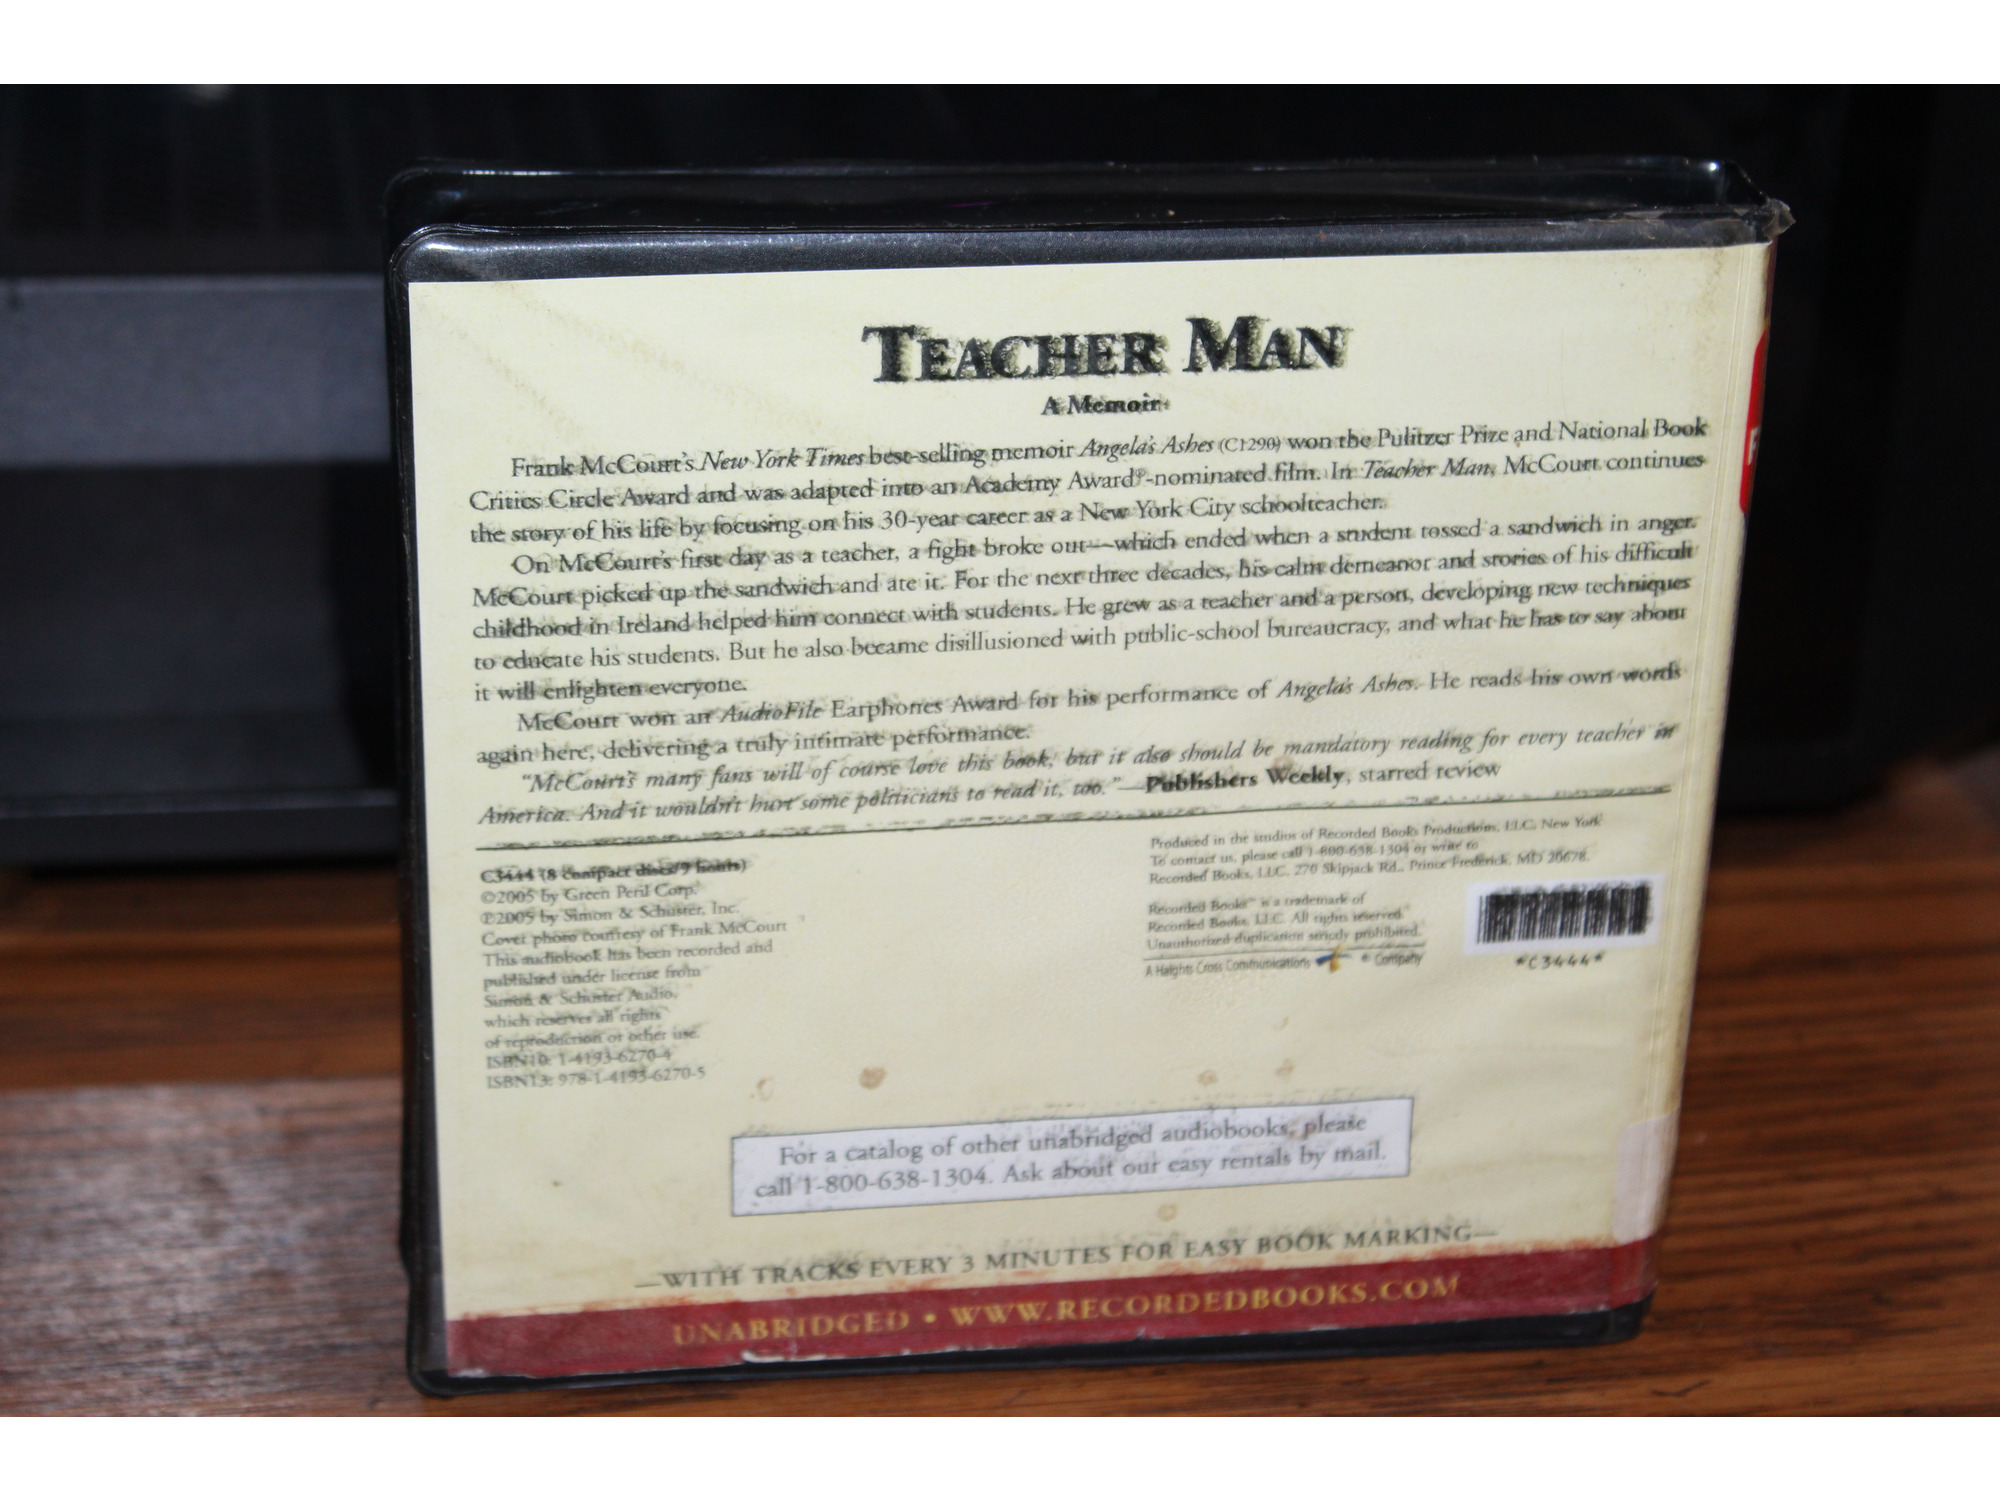 TEACHER MAN
A Memoir
Frank McCourt's New York Times best-selling memoir Angela's Ashes (C1290) won the Pulitzer Prize and National Book
Critics Circle Award and was adapted into an Academy Award®-nominated film. In Teacher Man, McCourt continues
the story of his life by focusing on his 30-year career as a New York City schoolteacher.
On McCourt's first day as a teacher, a fight broke out—which ended when a student tossed a sandwich in anger.
McCourt picked up the sandwich and ate it. For the next three decades, his calm demeanor and stories of his difficult
childhood in Ireland helped him connect with students. He grew as a teacher and a person, developing new techniques
to educate his students. But he also became disillusioned with public-school bureaucracy, and what he has to say about
it will enlighten everyone.
McCourt won an AudioFile Earphones Award for his performance of Angela's Ashes. He reads his own words
again here, delivering a truly intimate performance.
"McCourt's many fans will of course love this book, but it also should be mandatory reading for every teacher in
America. And it wouldn't hurt some politicians to read it, too."—Publishers Weekly, starred review
C3444 (8 compact discs/9 hours)
©2005 by Green Peril Corp.
℗2005 by Simon & Schuster, Inc.
Cover photo courtesy of Frank McCourt
This audiobook has been recorded and
published under license from
Simon & Schuster Audio,
which reserves all rights
of reproduction or other use.
ISBN10: 1-4193-6270-4
ISBN13: 978-1-4193-6270-5
Produced in the studios of Recorded Books Productions, LLC, New York
To contact us, please call 1-800-638-1304 or write to
Recorded Books, LLC, 270 Skipjack Rd., Prince Frederick, MD 20678.
Recorded Books™ is a trademark of
Recorded Books, LLC. All rights reserved.
Unauthorized duplication strictly prohibited.
A Haights Cross Communications ® Company
*C3444*
For a catalog of other unabridged audiobooks, please
call 1-800-638-1304. Ask about our easy rentals by mail.
—WITH TRACKS EVERY 3 MINUTES FOR EASY BOOK MARKING—
UNABRIDGED • WWW.RECORDEDBOOKS.COM